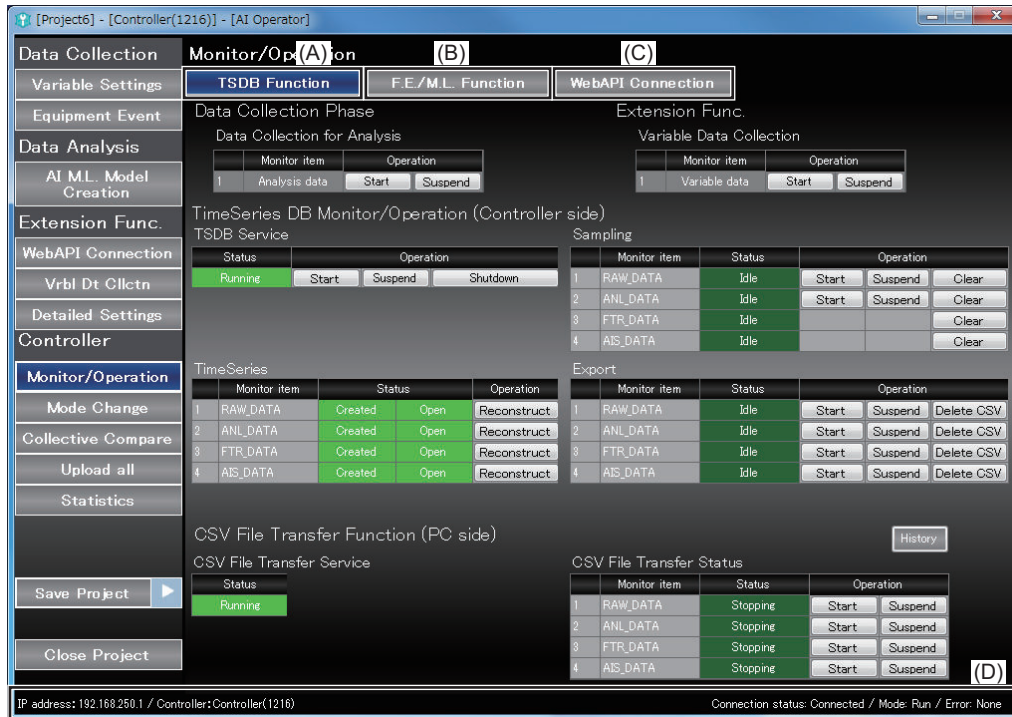 [Project6] - [Controller(1216)] - [AI Operator]
Data Collection
Variable Settings
Equipment Event
Data Analysis
AI M.L. Model
Creation
Extension Func.
WebAPI Connection
Vrbl Dt Cllctn
Detailed Settings
Controller
Monitor/Operation
Mode Change
Collective Compare
Upload all
Statistics
Save Project
Close Project
Monitor/Operation
(A) (B) (C)
TSDB Function F.E./M.L. Function WebAPI Connection
Data Collection Phase
Data Collection for Analysis
Monitor item Operation
1 Analysis data Start Suspend
Extension Func.
Variable Data Collection
Monitor item Operation
1 Variable data Start Suspend
TimeSeries DB Monitor/Operation (Controller side)
TSDB Service
Status Operation
Running Start Suspend Shutdown
Sampling
Monitor item Status Operation
1 RAW_DATA Idle Start Suspend Clear
2 ANL_DATA Idle Start Suspend Clear
3 FTR_DATA Idle Clear
4 AIS_DATA Idle Clear
TimeSeries
Monitor item Status Operation
1 RAW_DATA Created Open Reconstruct
2 ANL_DATA Created Open Reconstruct
3 FTR_DATA Created Open Reconstruct
4 AIS_DATA Created Open Reconstruct
Export
Monitor item Status Operation
1 RAW_DATA Idle Start Suspend Delete CSV
2 ANL_DATA Idle Start Suspend Delete CSV
3 FTR_DATA Idle Start Suspend Delete CSV
4 AIS_DATA Idle Start Suspend Delete CSV
CSV File Transfer Function (PC side)
History
CSV File Transfer Service
Status
Running
CSV File Transfer Status
Monitor item Status Operation
1 RAW_DATA Stopping Start Suspend
2 ANL_DATA Stopping Start Suspend
3 FTR_DATA Stopping Start Suspend
4 AIS_DATA Stopping Start Suspend
(D)
IP address: 192.168.250.1 / Controller:Controller(1216) Connection status: Connected / Mode: Run / Error: None